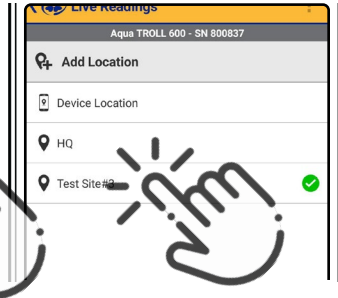 Live Readings
Aqua TROLL 600 - SN 800837
Add Location
Device Location
HQ
Test Site#3